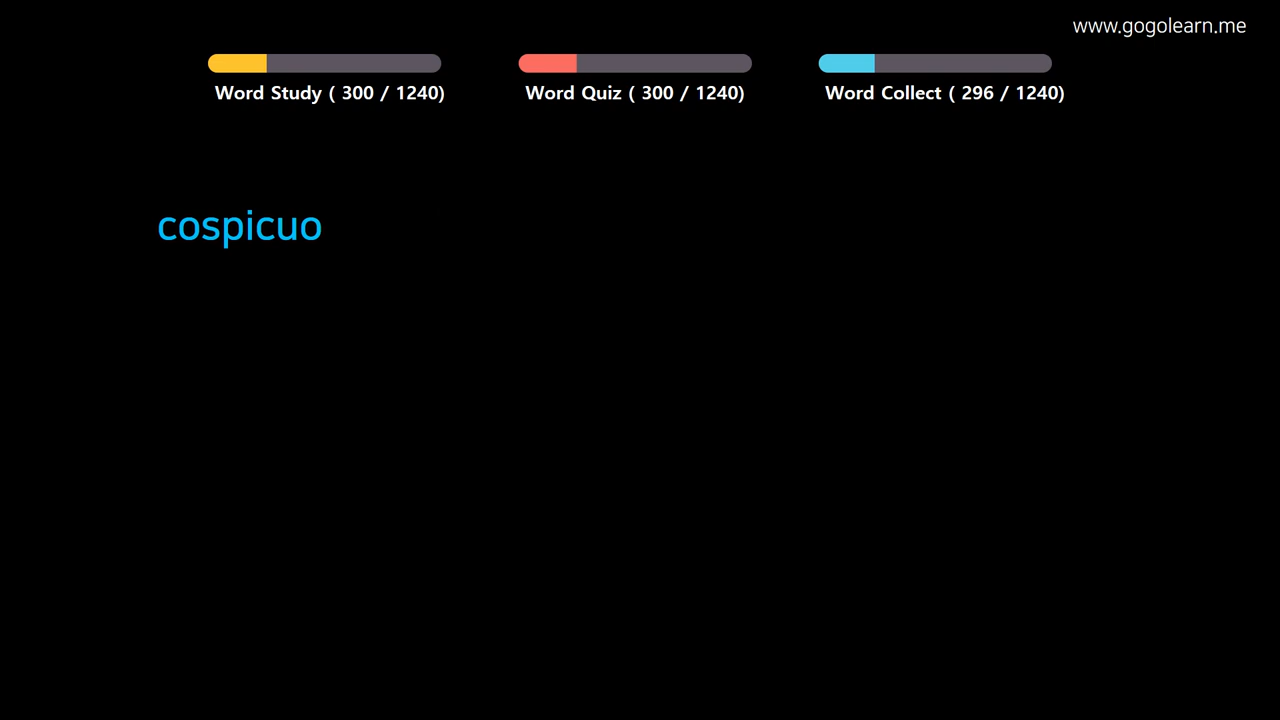 www.gogolearn.me
Word Study ( 300 / 1240)
Word Quiz ( 300 / 1240)
Word Collect ( 296 / 1240)
cospicuo